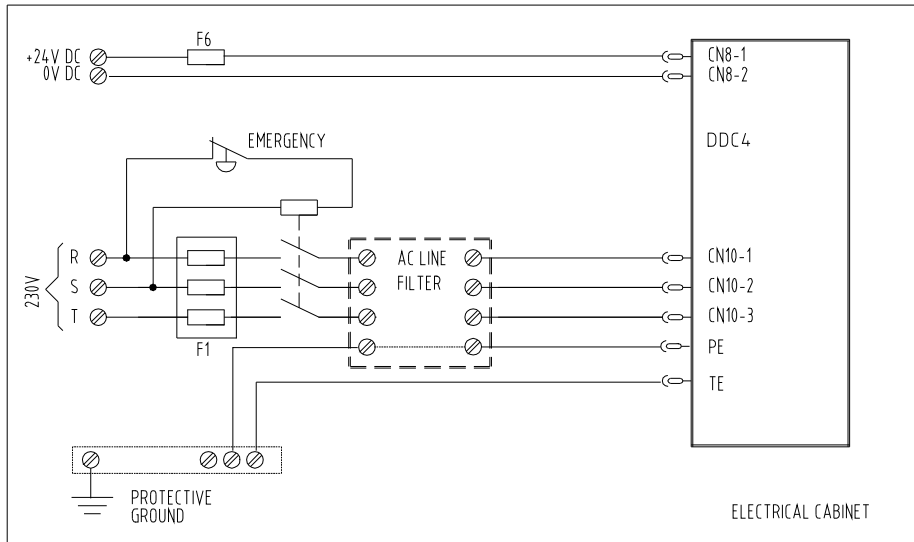 F6
+24V DC
0V DC
CN8-1
CN8-2
DDC4
EMERGENCY
230V
R
S
T
F1
AC LINE
FILTER
CN10-1
CN10-2
CN10-3
PE
TE
PROTECTIVE
GROUND
ELECTRICAL CABINET